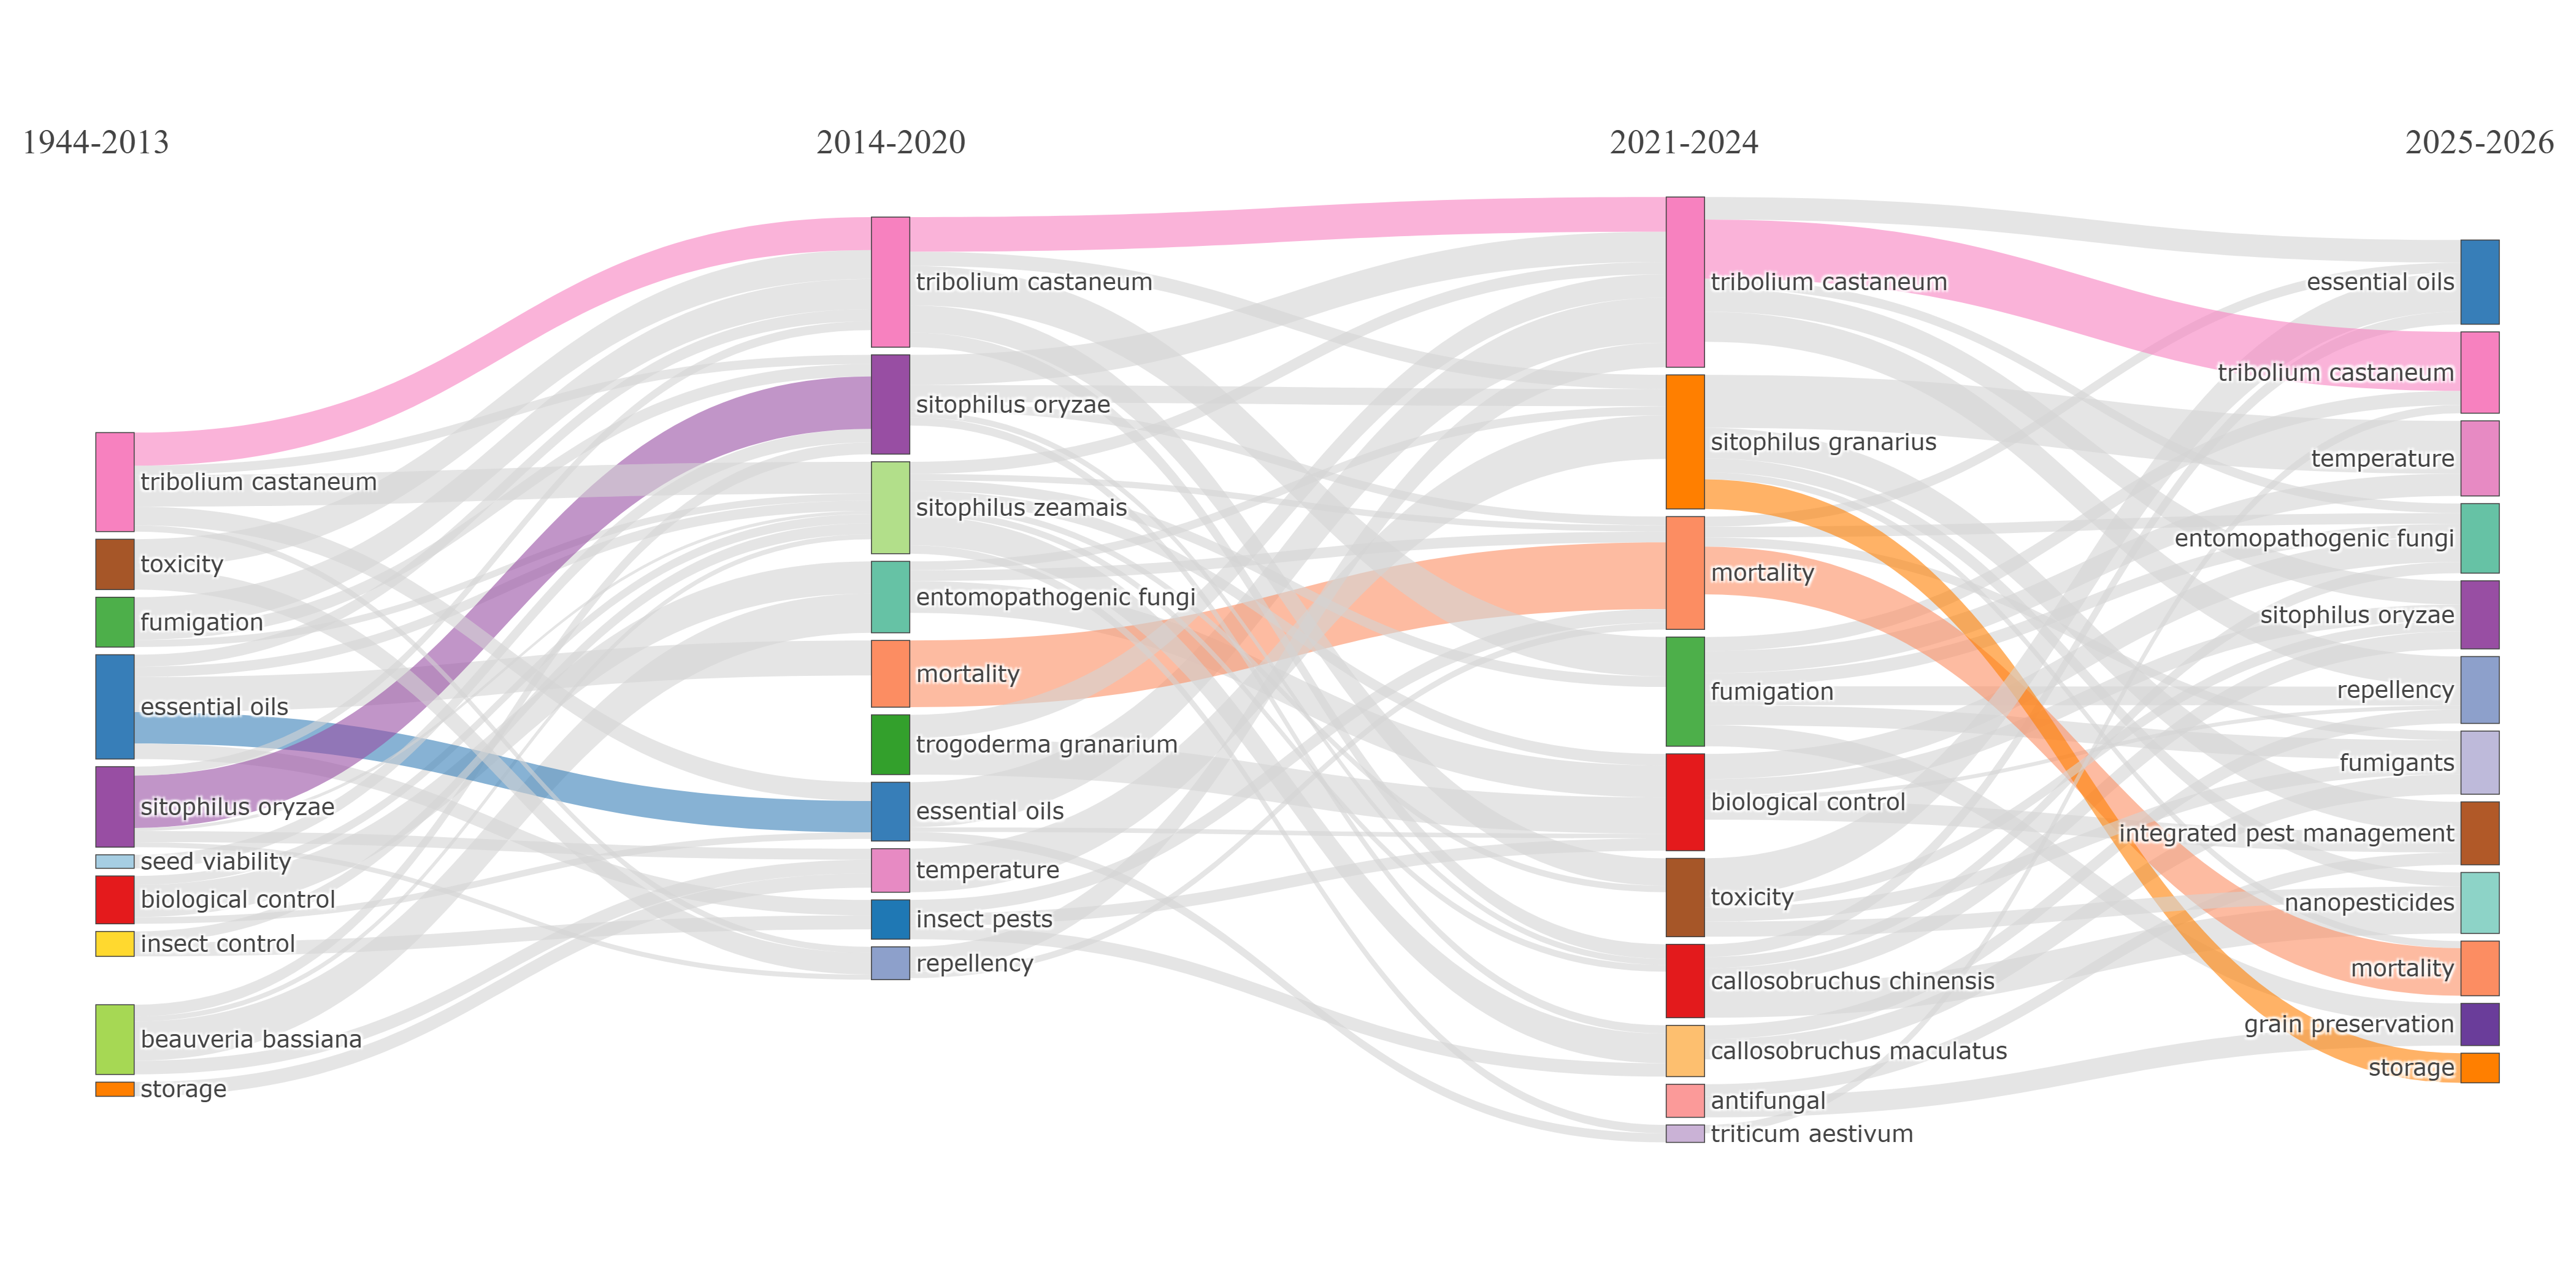 1944-2013
2014-2020
2021-2024
2025-2026
tribolium castaneum
toxicity
fumigation
essential oils
sitophilus oryzae
seed viability
biological control
insect control
beauveria bassiana
storage
tribolium castaneum
sitophilus oryzae
sitophilus zeamais
entomopathogenic fungi
mortality
trogoderma granarium
essential oils
temperature
insect pests
repellency
tribolium castaneum
sitophilus granarius
mortality
fumigation
biological control
toxicity
callosobruchus chinensis
callosobruchus maculatus
antifungal
triticum aestivum
essential oils
tribolium castaneum
temperature
entomopathogenic fungi
sitophilus oryzae
repellency
fumigants
integrated pest management
nanopesticides
mortality
grain preservation
storage